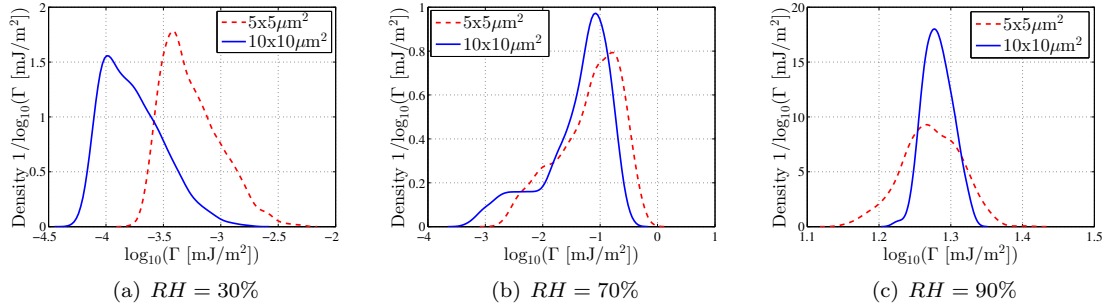 Density 1/log₁₀(Γ [mJ/m²])
2
1.5
1
0.5
0
-4.5
-4
-3.5
-3
-2.5
-2
log₁₀(Γ [mJ/m²])
5x5μm²
10x10μm²
(a) RH = 30%
Density 1/log₁₀(Γ [mJ/m²])
1
0.8
0.6
0.4
0.2
0
-4
-3
-2
-1
0
1
log₁₀(Γ [mJ/m²])
5x5μm²
10x10μm²
(b) RH = 70%
Density 1/log₁₀(Γ [mJ/m²])
20
15
10
5
0
1.1
1.2
1.3
1.4
1.5
log₁₀(Γ [mJ/m²])
5x5μm²
10x10μm²
(c) RH = 90%